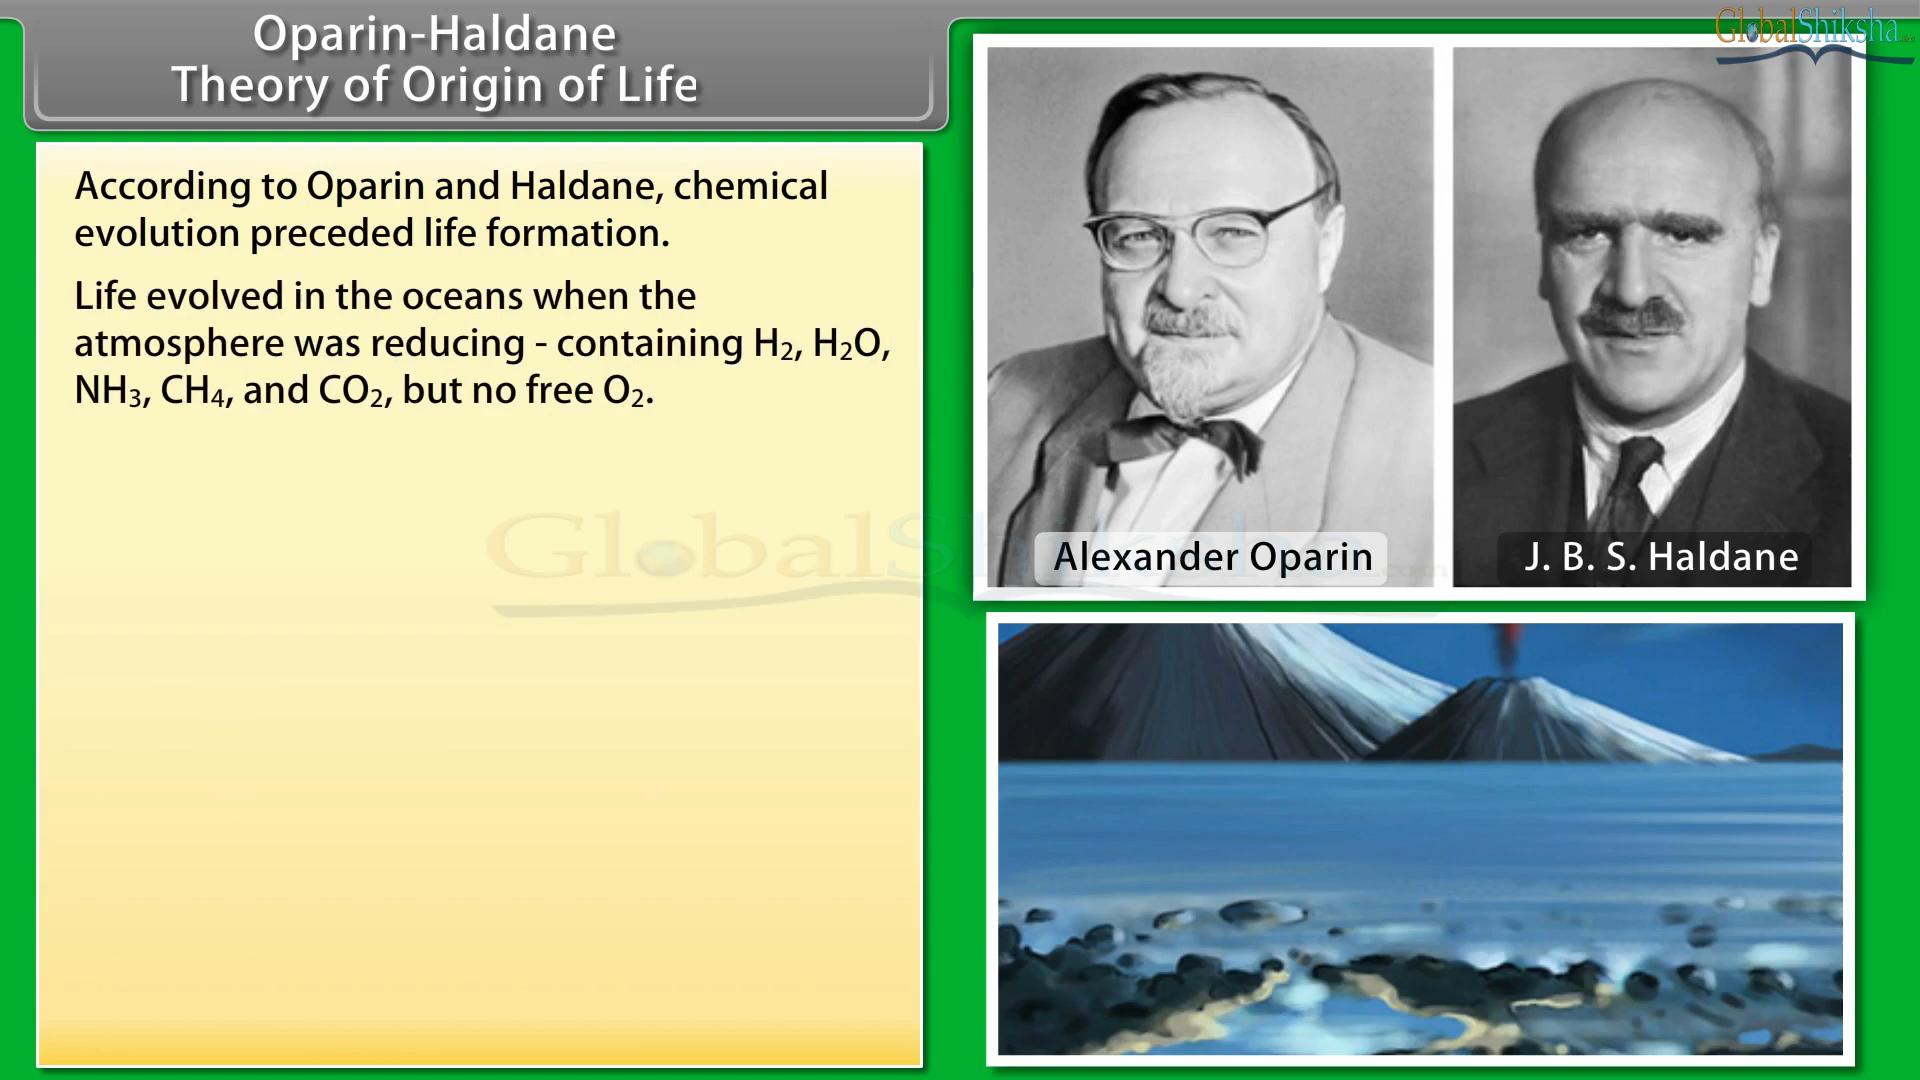 Oparin-Haldane
Theory of Origin of Life
GlobalShiksha
According to Oparin and Haldane, chemical
evolution preceded life formation.
Life evolved in the oceans when the
atmosphere was reducing - containing H₂, H₂O,
NH₃, CH₄, and CO₂, but no free O₂.
GlobalShiksha.com
Alexander Oparin
J. B. S. Haldane